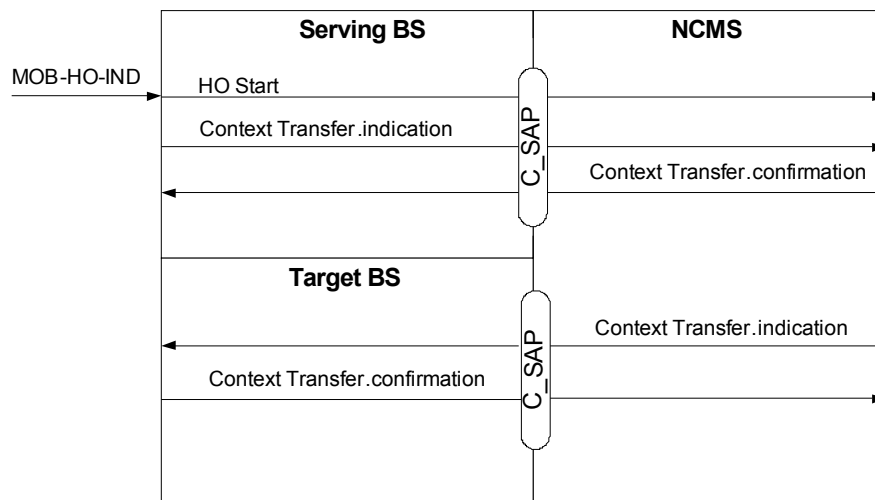 Serving BS
NCMS
MOB-HO-IND
HO Start
Context Transfer.indication
C_SAP
Context Transfer.confirmation
Target BS
Context Transfer.indication
C_SAP
Context Transfer.confirmation